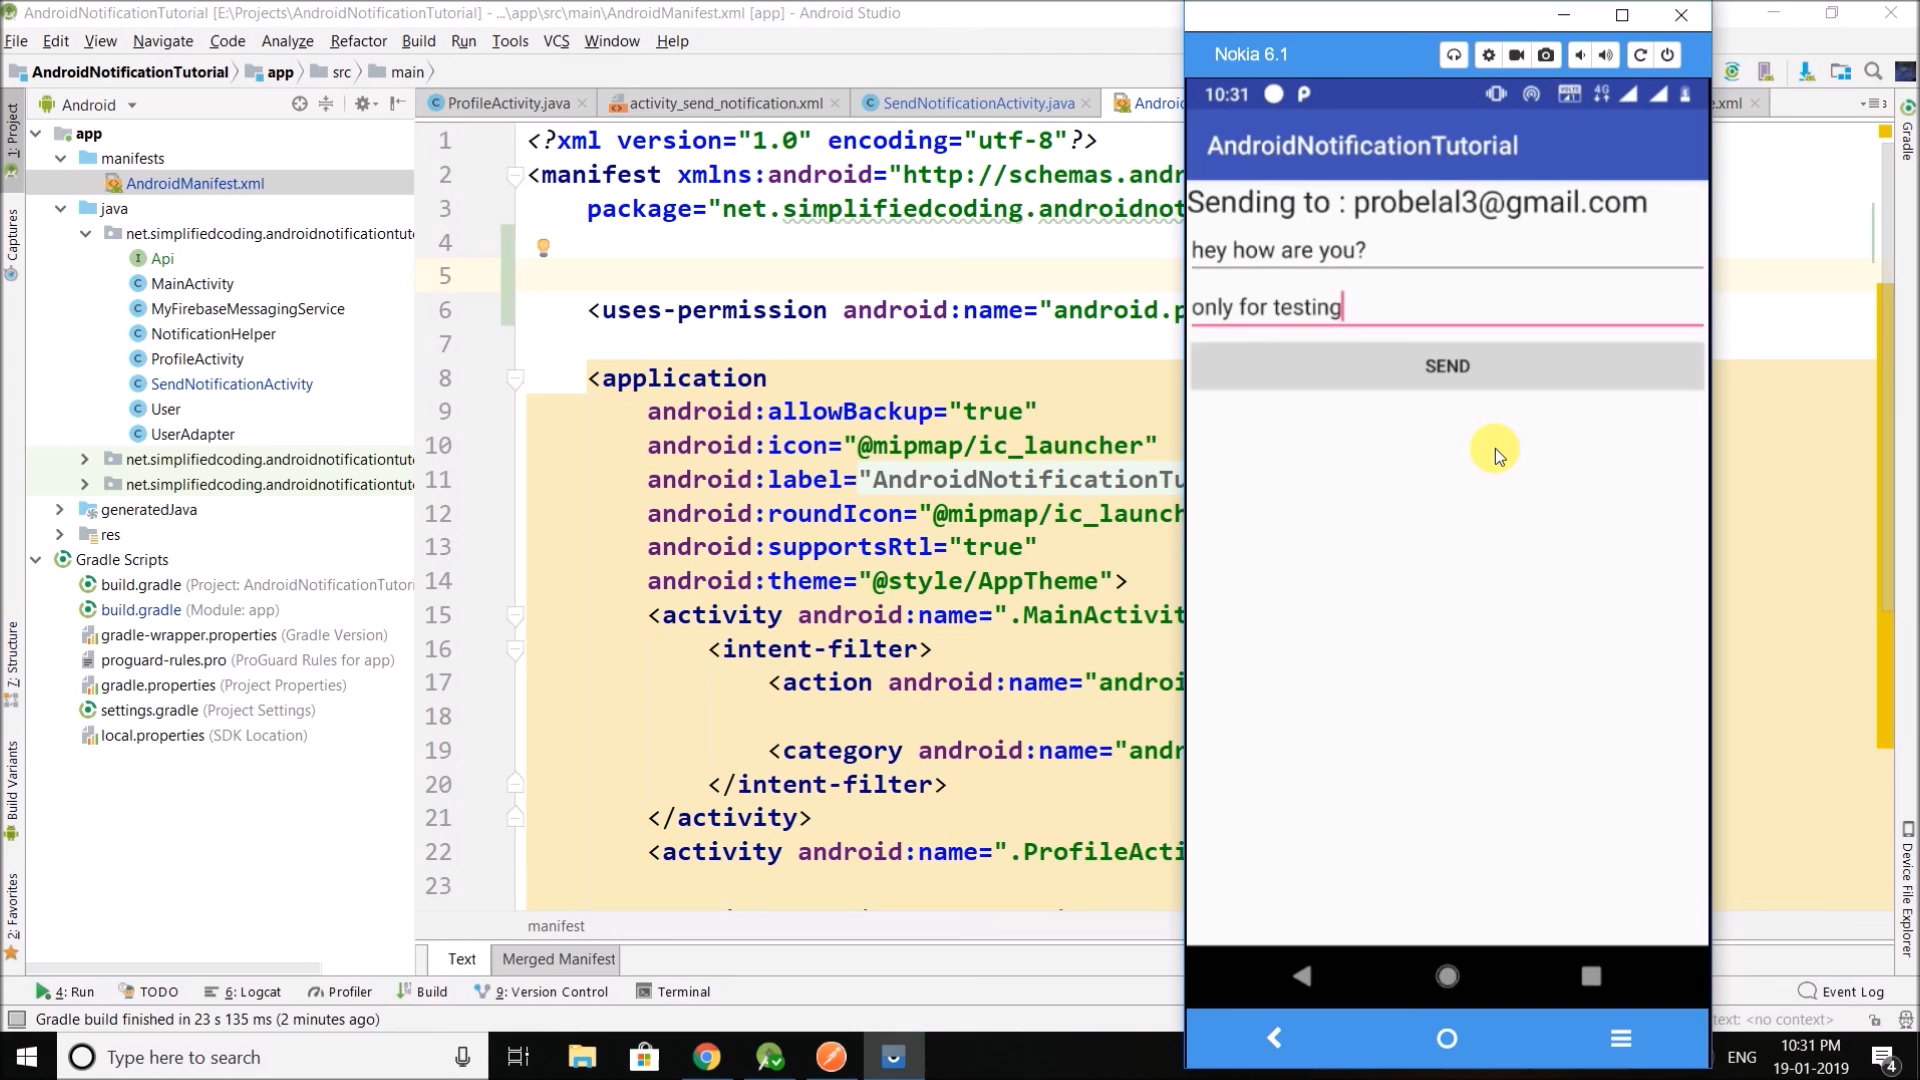 AndroidNotificationTutorial [E:\Projects\AndroidNotificationTutorial] - ...\app\src\main\AndroidManifest.xml [app] - Android Studio
File Edit View Navigate Code Analyze Refactor Build Run Tools VCS Window Help
AndroidNotificationTutorial app src main
Android
ProfileActivity.java
activity_send_notification.xml
SendNotificationActivity.java
Androi
.xml
3
1: Project
Captures
7: Structure
Build Variants
2: Favorites
app
manifests
AndroidManifest.xml
java
net.simplifiedcoding.androidnotificationtut
Api
MainActivity
MyFirebaseMessagingService
NotificationHelper
ProfileActivity
SendNotificationActivity
User
UserAdapter
net.simplifiedcoding.androidnotificationtut
net.simplifiedcoding.androidnotificationtut
generatedJava
res
Gradle Scripts
build.gradle (Project: AndroidNotificationTutori
build.gradle (Module: app)
gradle-wrapper.properties (Gradle Version)
proguard-rules.pro (ProGuard Rules for app)
gradle.properties (Project Properties)
settings.gradle (Project Settings)
local.properties (SDK Location)
1 <?xml version="1.0" encoding="utf-8"?>
2 <manifest xmlns:android="http://schemas.andr
3 package="net.simplifiedcoding.androidnot
4
5
6 <uses-permission android:name="android.p
7
8 <application
9 android:allowBackup="true"
10 android:icon="@mipmap/ic_launcher"
11 android:label="AndroidNotificationTu
12 android:roundIcon="@mipmap/ic_launch
13 android:supportsRtl="true"
14 android:theme="@style/AppTheme">
15 <activity android:name=".MainActivit
16 <intent-filter>
17 <action android:name="androi
18
19 <category android:name="andr
20 </intent-filter>
21 </activity>
22 <activity android:name=".ProfileActi
23
manifest
Text Merged Manifest
Nokia 6.1
10:31
4G
AndroidNotificationTutorial
Sending to : probelal3@gmail.com
hey how are you?
only for testing
SEND
Gradle
Device File Explorer
4: Run TODO 6: Logcat Profiler Build 9: Version Control Terminal Event Log
Gradle build finished in 23 s 135 ms (2 minutes ago)
text: <no context>
Type here to search
ENG
10:31 PM
19-01-2019
4